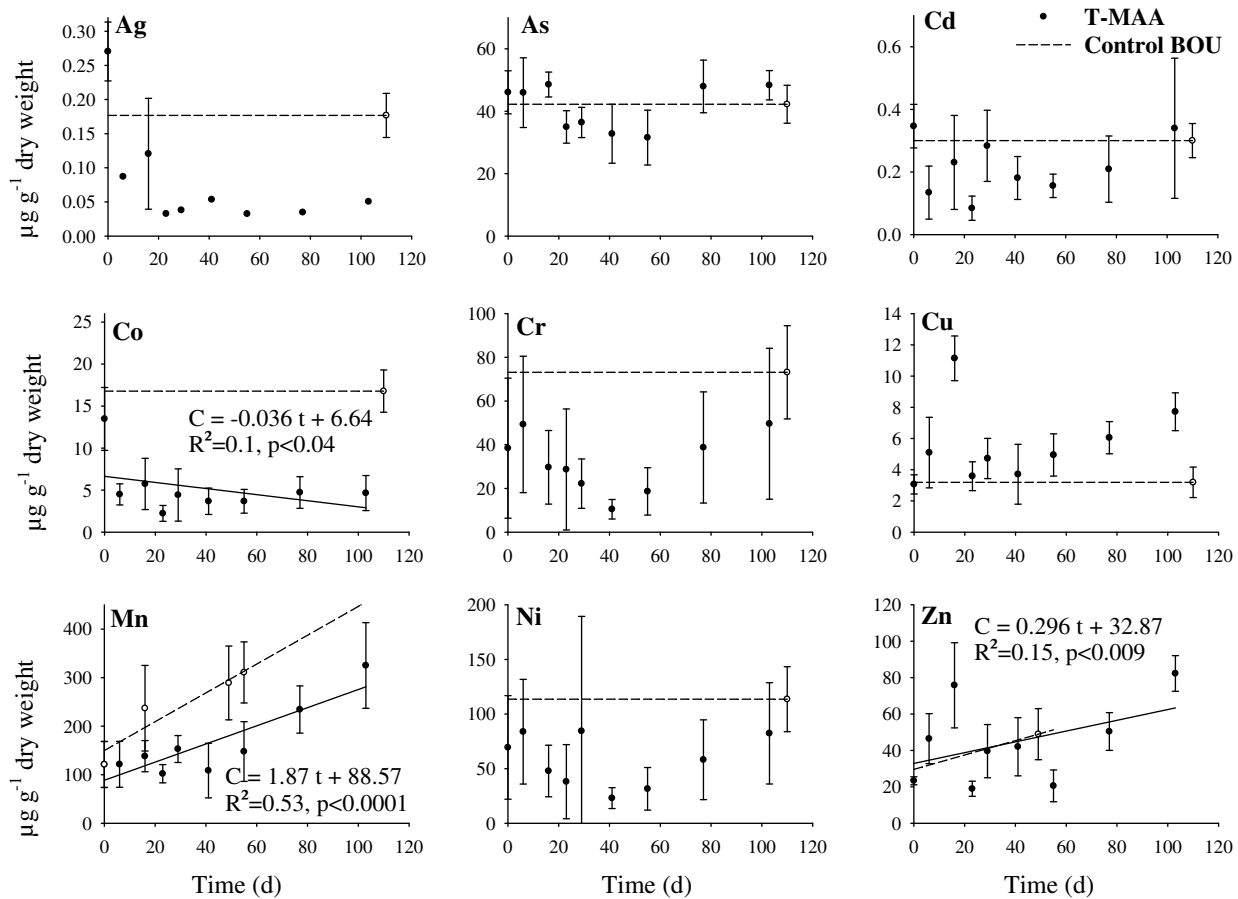 Ag
As
Cd
T-MAA
Control BOU
µg g⁻¹ dry weight
0.30
0.25
0.20
0.15
0.10
0.05
0.00
0 20 40 60 80 100 120
60
40
20
0
0 20 40 60 80 100 120
0.6
0.4
0.2
0.0
0 20 40 60 80 100 120
Co
Cr
Cu
µg g⁻¹ dry weight
25
20
15
10
5
0
C = -0.036 t + 6.64
R²=0.1, p<0.04
0 20 40 60 80 100 120
100
80
60
40
20
0
0 20 40 60 80 100 120
14
12
10
8
6
4
2
0
0 20 40 60 80 100 120
Mn
Ni
Zn
µg g⁻¹ dry weight
400
300
200
100
0
C = 1.87 t + 88.57
R²=0.53, p<0.0001
0 20 40 60 80 100 120
Time (d)
200
150
100
50
0
0 20 40 60 80 100 120
Time (d)
120
100
80
60
40
20
0
C = 0.296 t + 32.87
R²=0.15, p<0.009
0 20 40 60 80 100 120
Time (d)